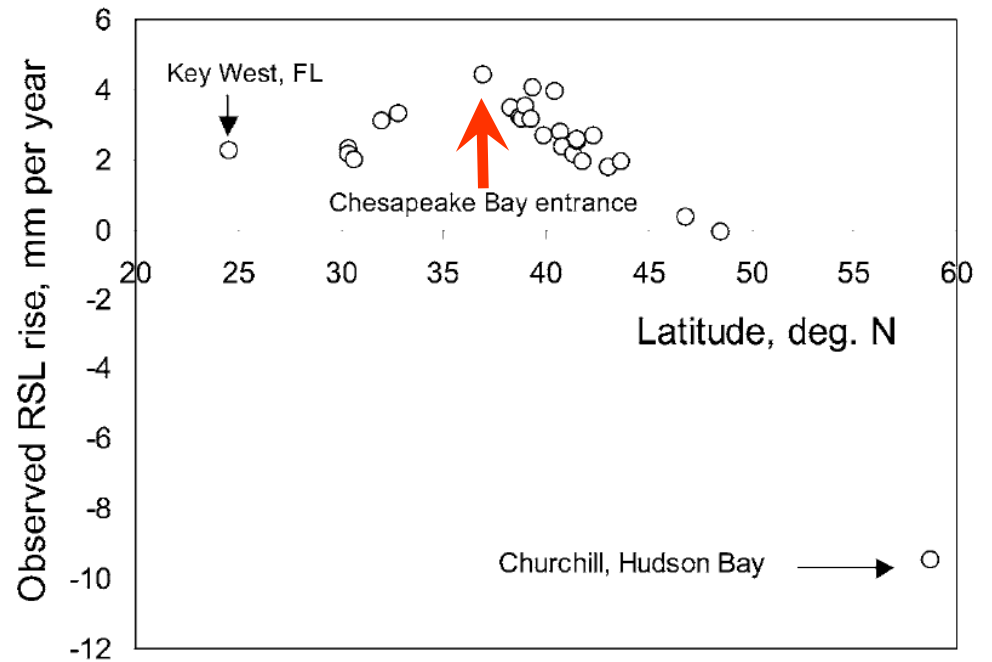 6
4
2
0
-2
-4
-6
-8
-10
-12
Observed RSL rise, mm per year
Key West, FL
Chesapeake Bay entrance
20 25 30 35 40 45 50 55 60
Latitude, deg. N
Churchill, Hudson Bay